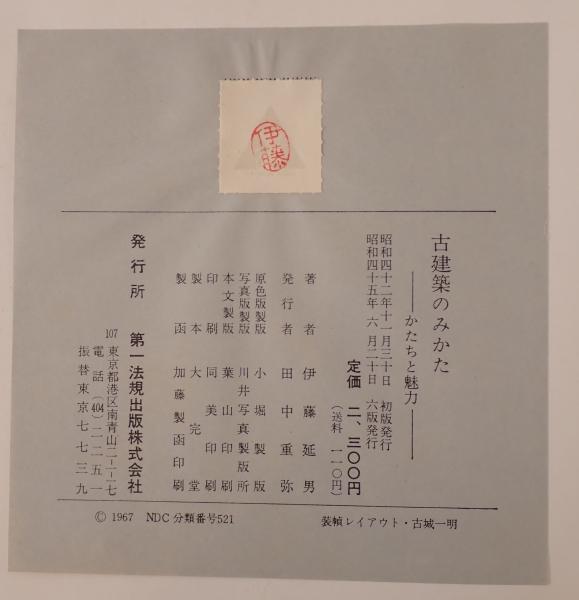 伊藤
古建築のみかた
――かたちと魅力――
昭和四十二年十一月三十日 初版発行
昭和四十五年 六月二十日 六版発行
定価 二、三〇〇円
(送料 一一〇円)
著者 伊藤延男
発行者 田中重弥
原色版製版 小堀製版
写真版製版 川井写真製版所
本文製版 葉山印刷
印刷 同美印刷
製本 大完堂
製函 加藤製函印刷
発行所 第一法規出版株式会社
107 東京都港区南青山二ー二ー一七
電話(404)二二五一
振替東京七七三九
© 1967 NDC分類番号521
装幀レイアウト・古城一明